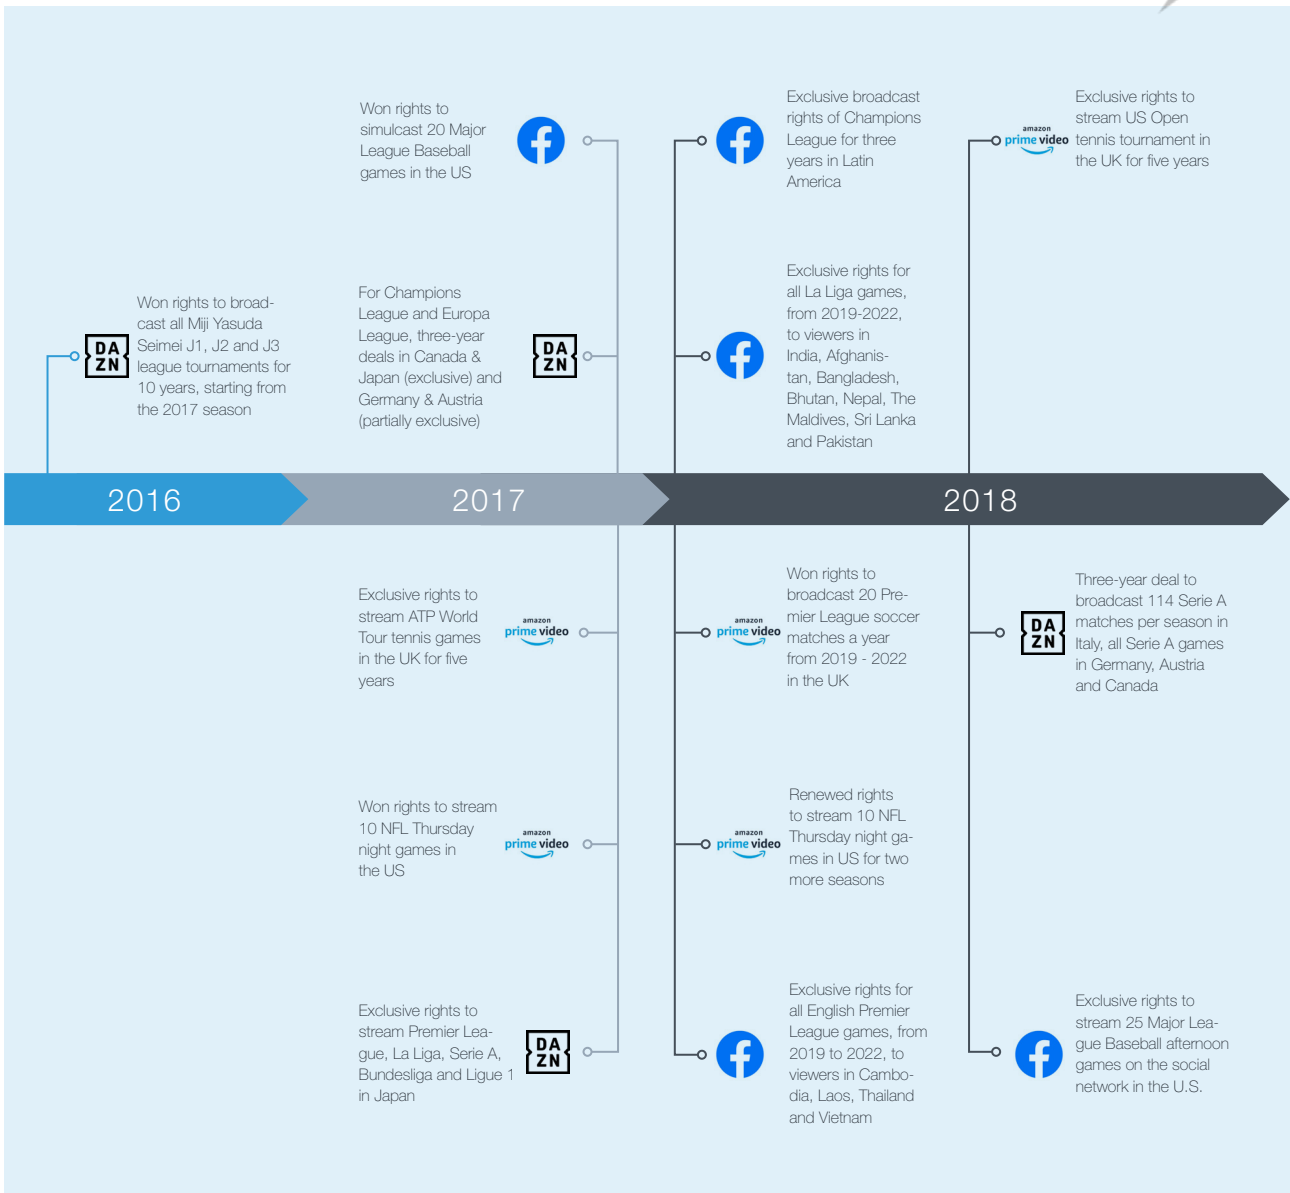 Won rights to
simulcast 20 Major
League Baseball
games in the US
Exclusive broadcast
rights of Champions
League for three
years in Latin
America
amazon
prime video
Exclusive rights to
stream US Open
tennis tournament in
the UK for five years
DA
ZN
Won rights to broad-
cast all Miji Yasuda
Seimei J1, J2 and J3
league tournaments for
10 years, starting from
the 2017 season
For Champions
League and Europa
League, three-year
deals in Canada &
Japan (exclusive) and
Germany & Austria
(partially exclusive)
DA
ZN
Exclusive rights for
all La Liga games,
from 2019-2022,
to viewers in
India, Afghanis-
tan, Bangladesh,
Bhutan, Nepal, The
Maldives, Sri Lanka
and Pakistan
2016
2017
2018
Exclusive rights to
stream ATP World
Tour tennis games
in the UK for five
years
amazon
prime video
amazon
prime video
Won rights to
broadcast 20 Pre-
mier League soccer
matches a year
from 2019 - 2022
in the UK
DA
ZN
Three-year deal to
broadcast 114 Serie A
matches per season in
Italy, all Serie A games
in Germany, Austria
and Canada
Won rights to stream
10 NFL Thursday
night games in
the US
amazon
prime video
amazon
prime video
Renewed rights
to stream 10 NFL
Thursday night ga-
mes in US for two
more seasons
Exclusive rights to
stream Premier Lea-
gue, La Liga, Serie A,
Bundesliga and Ligue 1
in Japan
DA
ZN
Exclusive rights for
all English Premier
League games, from
2019 to 2022, to
viewers in Cambo-
dia, Laos, Thailand
and Vietnam
Exclusive rights to
stream 25 Major Lea-
gue Baseball afternoon
games on the social
network in the U.S.